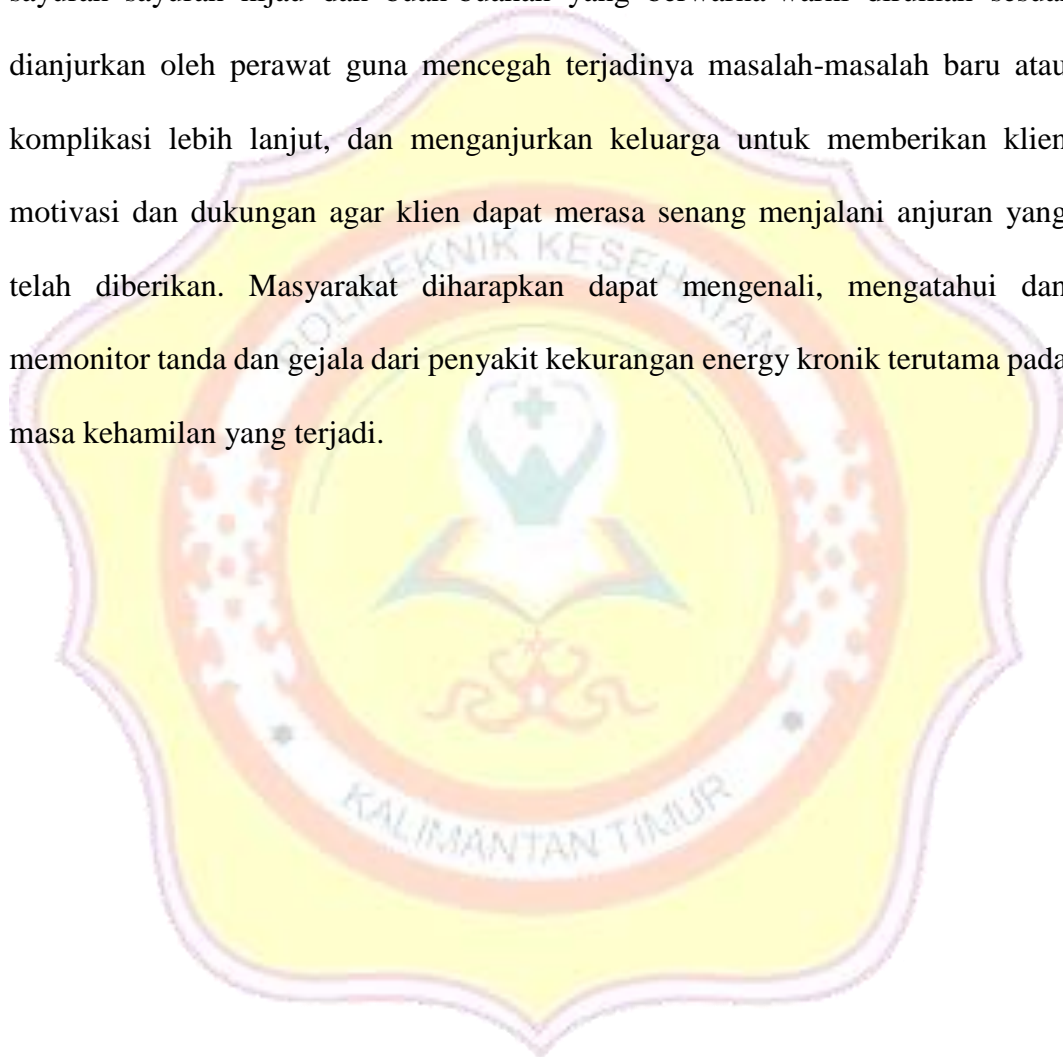 dianjurkan oleh perawat guna mencegah terjadinya masalah-masalah baru atau
komplikasi lebih lanjut, dan menganjurkan keluarga untuk memberikan klien
motivasi dan dukungan agar klien dapat merasa senang menjalani anjuran yang
telah diberikan. Masyarakat diharapkan dapat mengenali, mengatahui dan
memonitor tanda dan gejala dari penyakit kekurangan energy kronik terutama pada
masa kehamilan yang terjadi.
POLITEKNIK KESEHATAN
KALIMANTAN TIMUR